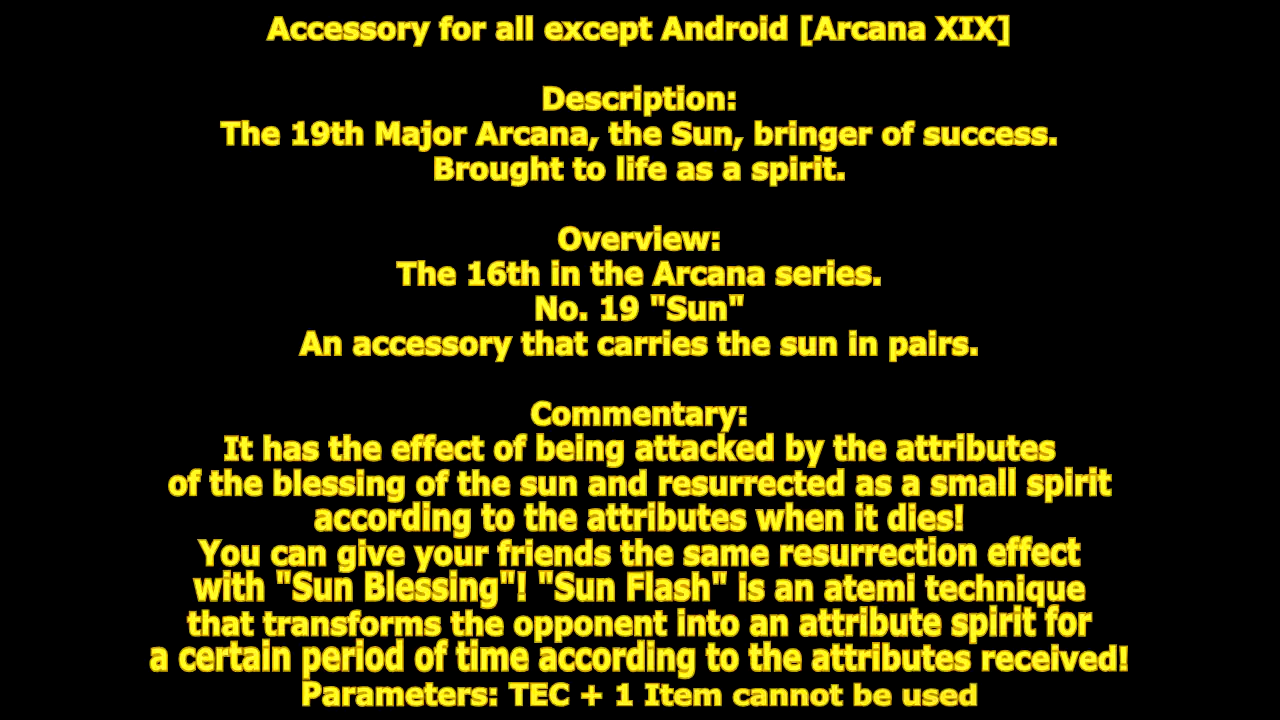 Accessory for all except Android [Arcana XIX]
Description:
The 19th Major Arcana, the Sun, bringer of success.
Brought to life as a spirit.
Overview:
The 16th in the Arcana series.
No. 19 "Sun"
An accessory that carries the sun in pairs.
Commentary:
It has the effect of being attacked by the attributes
of the blessing of the sun and resurrected as a small spirit
according to the attributes when it dies!
You can give your friends the same resurrection effect
with "Sun Blessing"! "Sun Flash" is an atemi technique
that transforms the opponent into an attribute spirit for
a certain period of time according to the attributes received!
Parameters: TEC + 1 Item cannot be used